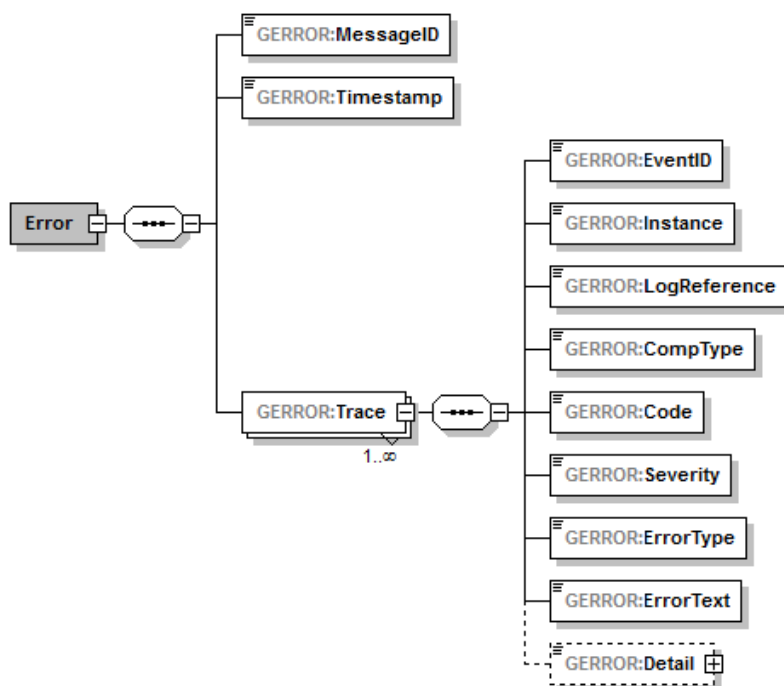 GERROR:MessageID
GERROR:Timestamp
GERROR:EventID
Error
GERROR:Instance
GERROR:LogReference
GERROR:CompType
GERROR:Trace
GERROR:Code
1..∞
GERROR:Severity
GERROR:ErrorType
GERROR:ErrorText
GERROR:Detail